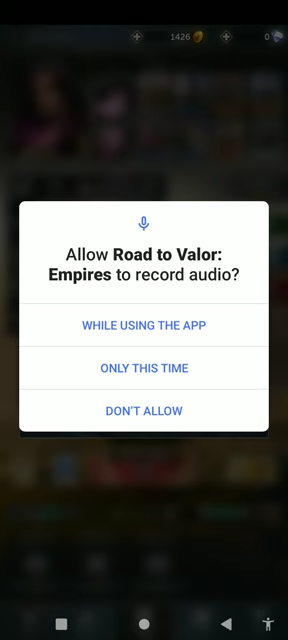 1426
0
Allow Road to Valor:
Empires to record audio?
WHILE USING THE APP
ONLY THIS TIME
DON'T ALLOW